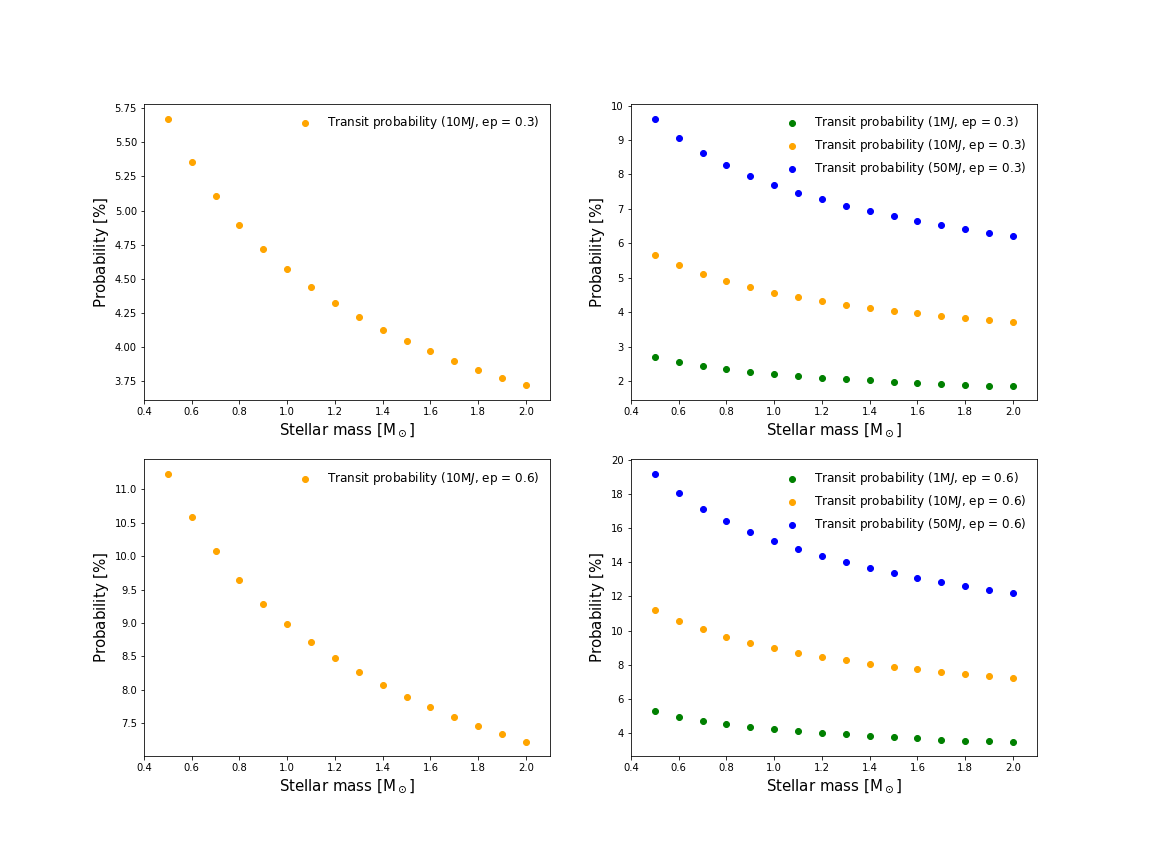 Transit probability (10MJ, ep = 0.3)
5.75
5.50
5.25
5.00
4.75
4.50
4.25
4.00
3.75
Probability [%]
0.4 0.6 0.8 1.0 1.2 1.4 1.6 1.8 2.0
Stellar mass [M⊙]
Transit probability (1MJ, ep = 0.3)
Transit probability (10MJ, ep = 0.3)
Transit probability (50MJ, ep = 0.3)
10
9
8
7
6
5
4
3
2
Probability [%]
0.4 0.6 0.8 1.0 1.2 1.4 1.6 1.8 2.0
Stellar mass [M⊙]
Transit probability (10MJ, ep = 0.6)
11.0
10.5
10.0
9.5
9.0
8.5
8.0
7.5
Probability [%]
0.4 0.6 0.8 1.0 1.2 1.4 1.6 1.8 2.0
Stellar mass [M⊙]
Transit probability (1MJ, ep = 0.6)
Transit probability (10MJ, ep = 0.6)
Transit probability (50MJ, ep = 0.6)
20
18
16
14
12
10
8
6
4
Probability [%]
0.4 0.6 0.8 1.0 1.2 1.4 1.6 1.8 2.0
Stellar mass [M⊙]